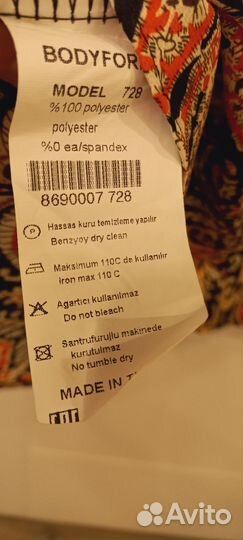 BODYFOR
MODEL 728
%100 polyester
polyester
%0 ea/spandex
8690007 728
P
Hassas kuru temizleme yapılır
Benzyoy dry clean
Maksimum 110C de kullanılır
iron max 110 C
Agartıcı kullanılmaz
Do not bleach
Santrufurujlu makinede
kurutulmaz
No tumble dry
MADE IN T
EAC
Avito